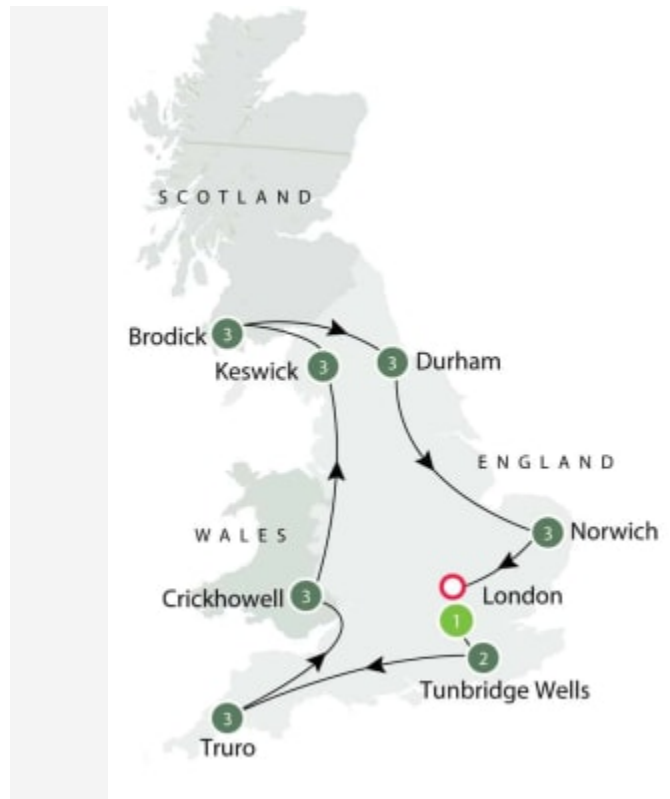 SCOTLAND
Brodick 3
Keswick 3
3 Durham
ENGLAND
3 Norwich
WALES
Crickhowell 3
London
1
2
Tunbridge Wells
3
Truro